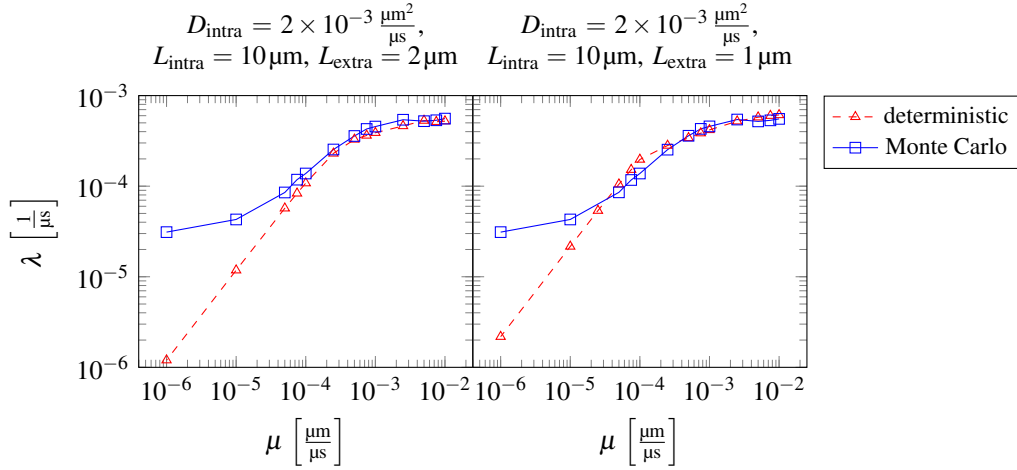 D_intra = 2 × 10⁻³ µm²/µs,
L_intra = 10 µm, L_extra = 2 µm
D_intra = 2 × 10⁻³ µm²/µs,
L_intra = 10 µm, L_extra = 1 µm
10⁻³
10⁻⁴
10⁻⁵
10⁻⁶
λ [1/µs]
10⁻⁶ 10⁻⁵ 10⁻⁴ 10⁻³ 10⁻²
10⁻⁶ 10⁻⁵ 10⁻⁴ 10⁻³ 10⁻²
µ [µm/µs]
µ [µm/µs]
deterministic
Monte Carlo